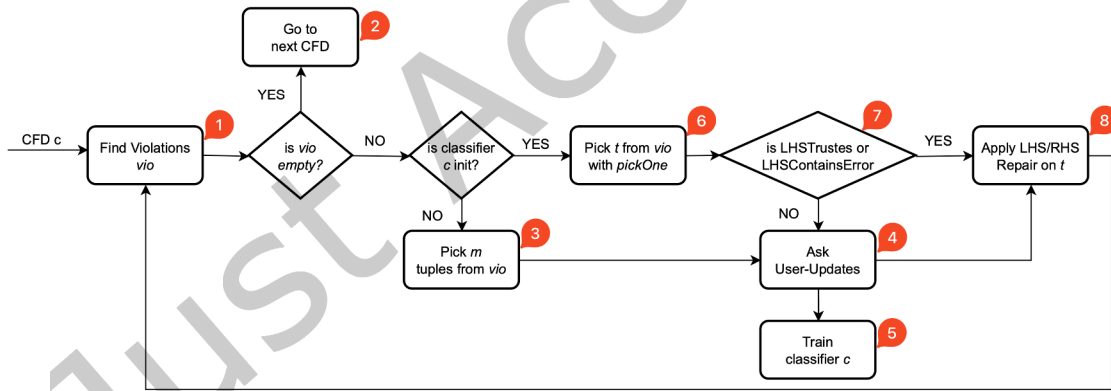 Go to
next CFD
2
YES
CFD c
Find Violations
vio
1
is vio
empty?
NO
is classifier
c init?
YES
Pick t from vio
with pickOne
6
is LHSTrustes or
LHSContainsError
7
YES
Apply LHS/RHS
Repair on t
8
NO
Pick m
tuples from vio
3
NO
Ask
User-Updates
4
Train
classifier c
5
Just Acc